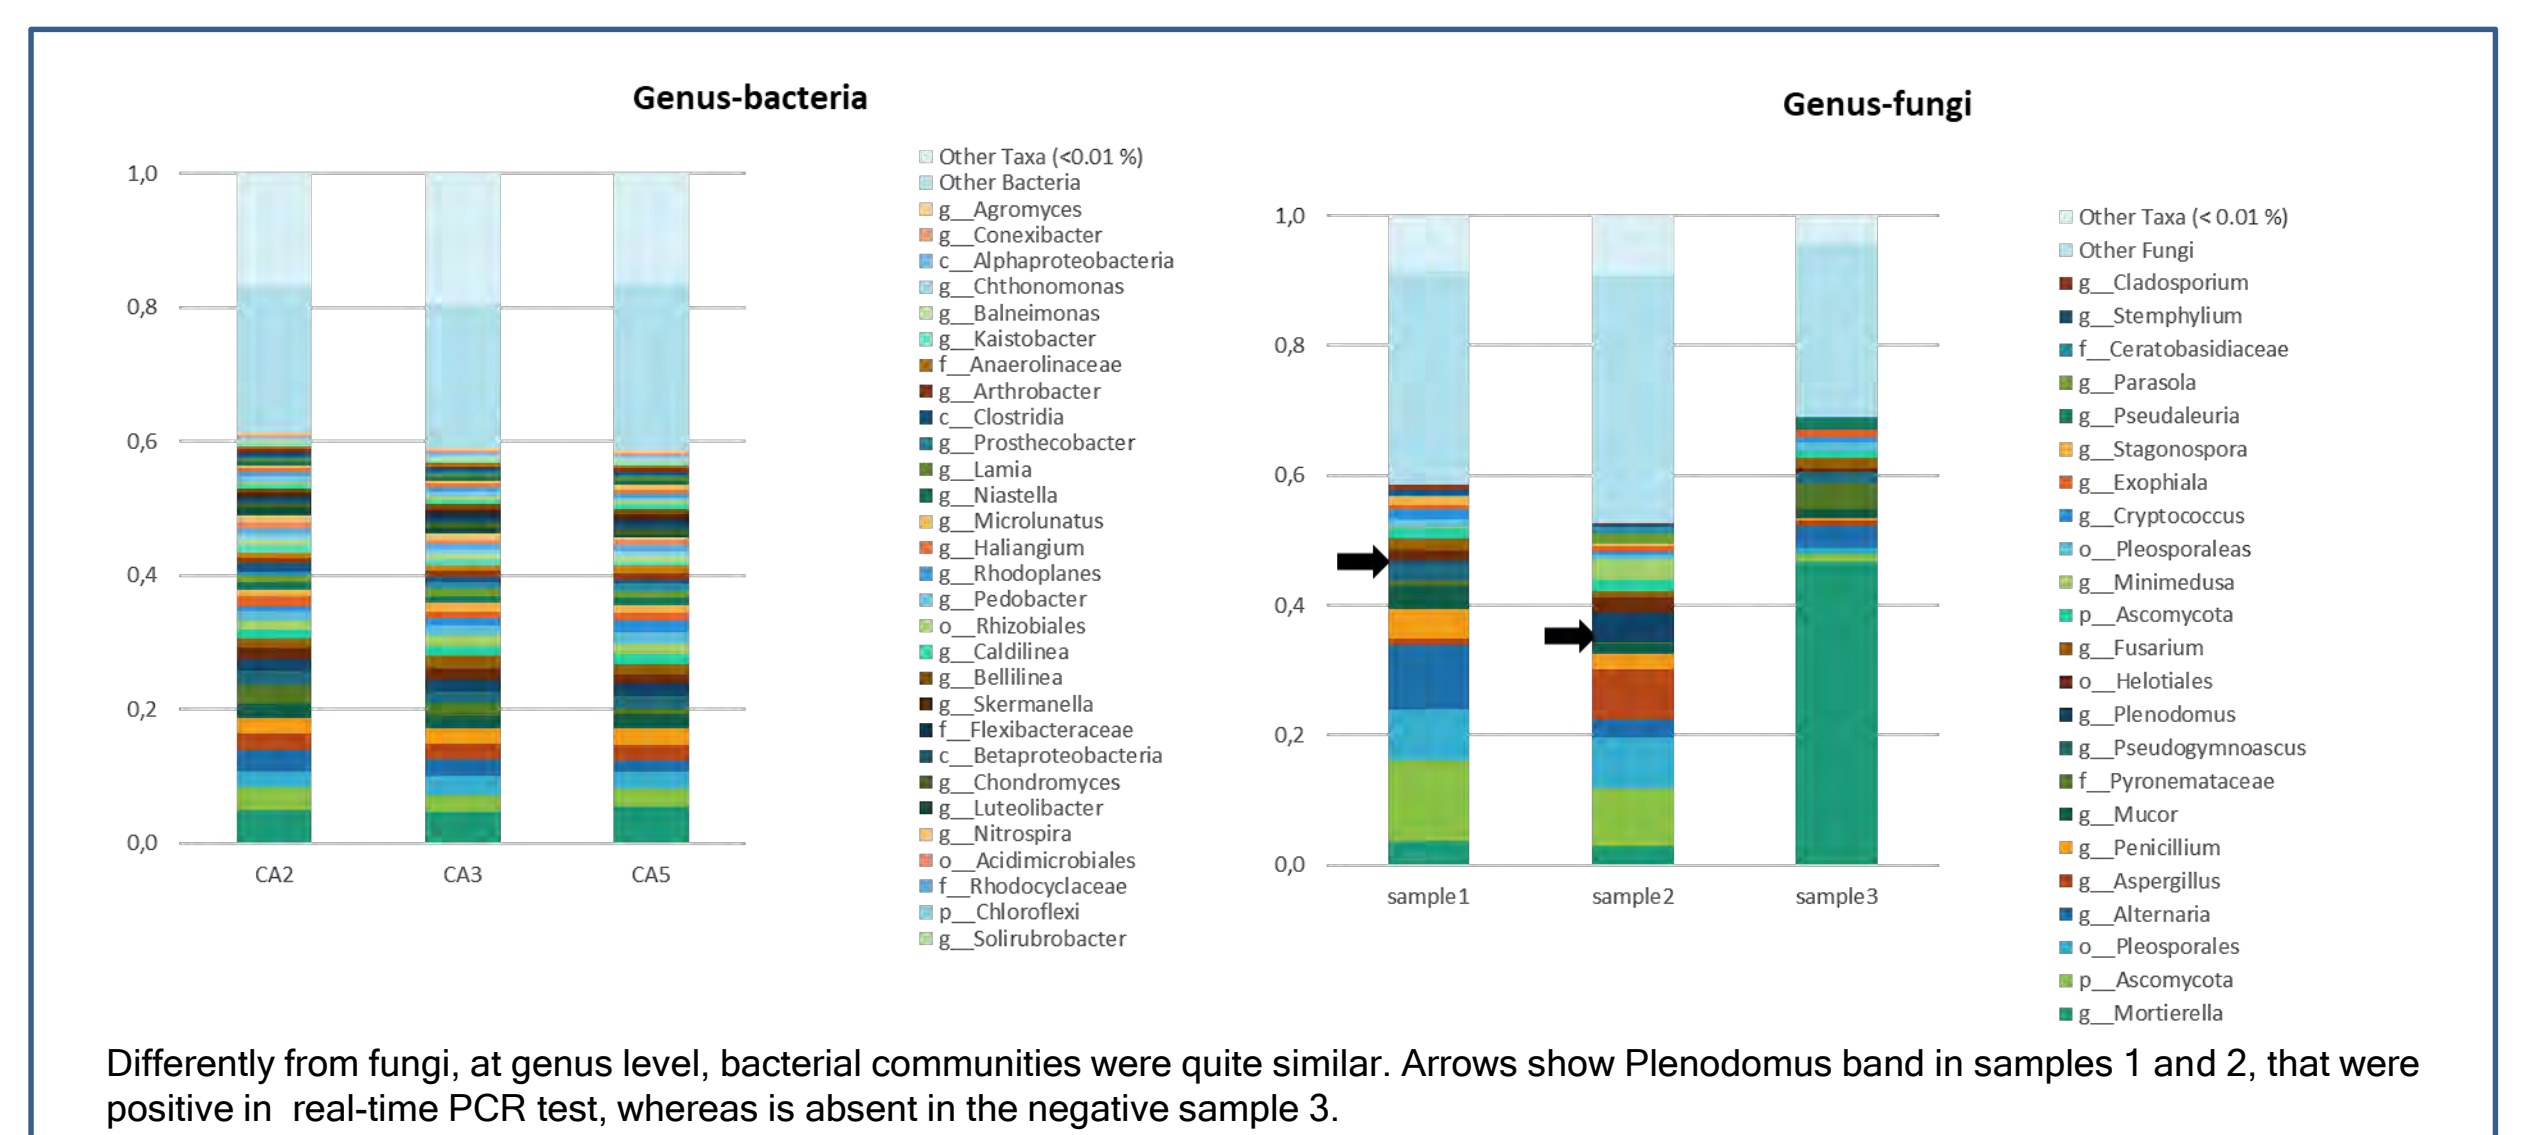 Genus-bacteria
1,0
0,8
0,6
0,4
0,2
0,0
CA2
CA3
CA5
Other Taxa (<0.01 %)
Other Bacteria
g__Agromyces
g__Conexibacter
c__Alphaproteobacteria
g__Chthonomonas
g__Balneimonas
g__Kaistobacter
f__Anaerolinaceae
g__Arthrobacter
c__Clostridia
g__Prosthecobacter
g__Lamia
g__Niastella
g__Microlunatus
g__Haliangium
g__Rhodoplanes
g__Pedobacter
o__Rhizobiales
g__Caldilinea
g__Bellilinea
g__Skermanella
f__Flexibacteraceae
c__Betaproteobacteria
g__Chondromyces
g__Luteolibacter
g__Nitrospira
o__Acidimicrobiales
f__Rhodocyclaceae
p__Chloroflexi
g__Solirubrobacter
Genus-fungi
1,0
0,8
0,6
0,4
0,2
0,0
sample1
sample2
sample3
Other Taxa (< 0.01 %)
Other Fungi
g__Cladosporium
g__Stemphylium
f__Ceratobasidiaceae
g__Parasola
g__Pseudaleuria
g__Stagonospora
g__Exophiala
g__Cryptococcus
o__Pleosporaleas
g__Minimedusa
p__Ascomycota
g__Fusarium
o__Helotiales
g__Plenodomus
g__Pseudogymnoascus
f__Pyronemataceae
g__Mucor
g__Penicillium
g__Aspergillus
g__Alternaria
o__Pleosporales
p__Ascomycota
g__Mortierella
Differently from fungi, at genus level, bacterial communities were quite similar. Arrows show Plenodomus band in samples 1 and 2, that were
positive in  real-time PCR test, whereas is absent in the negative sample 3.